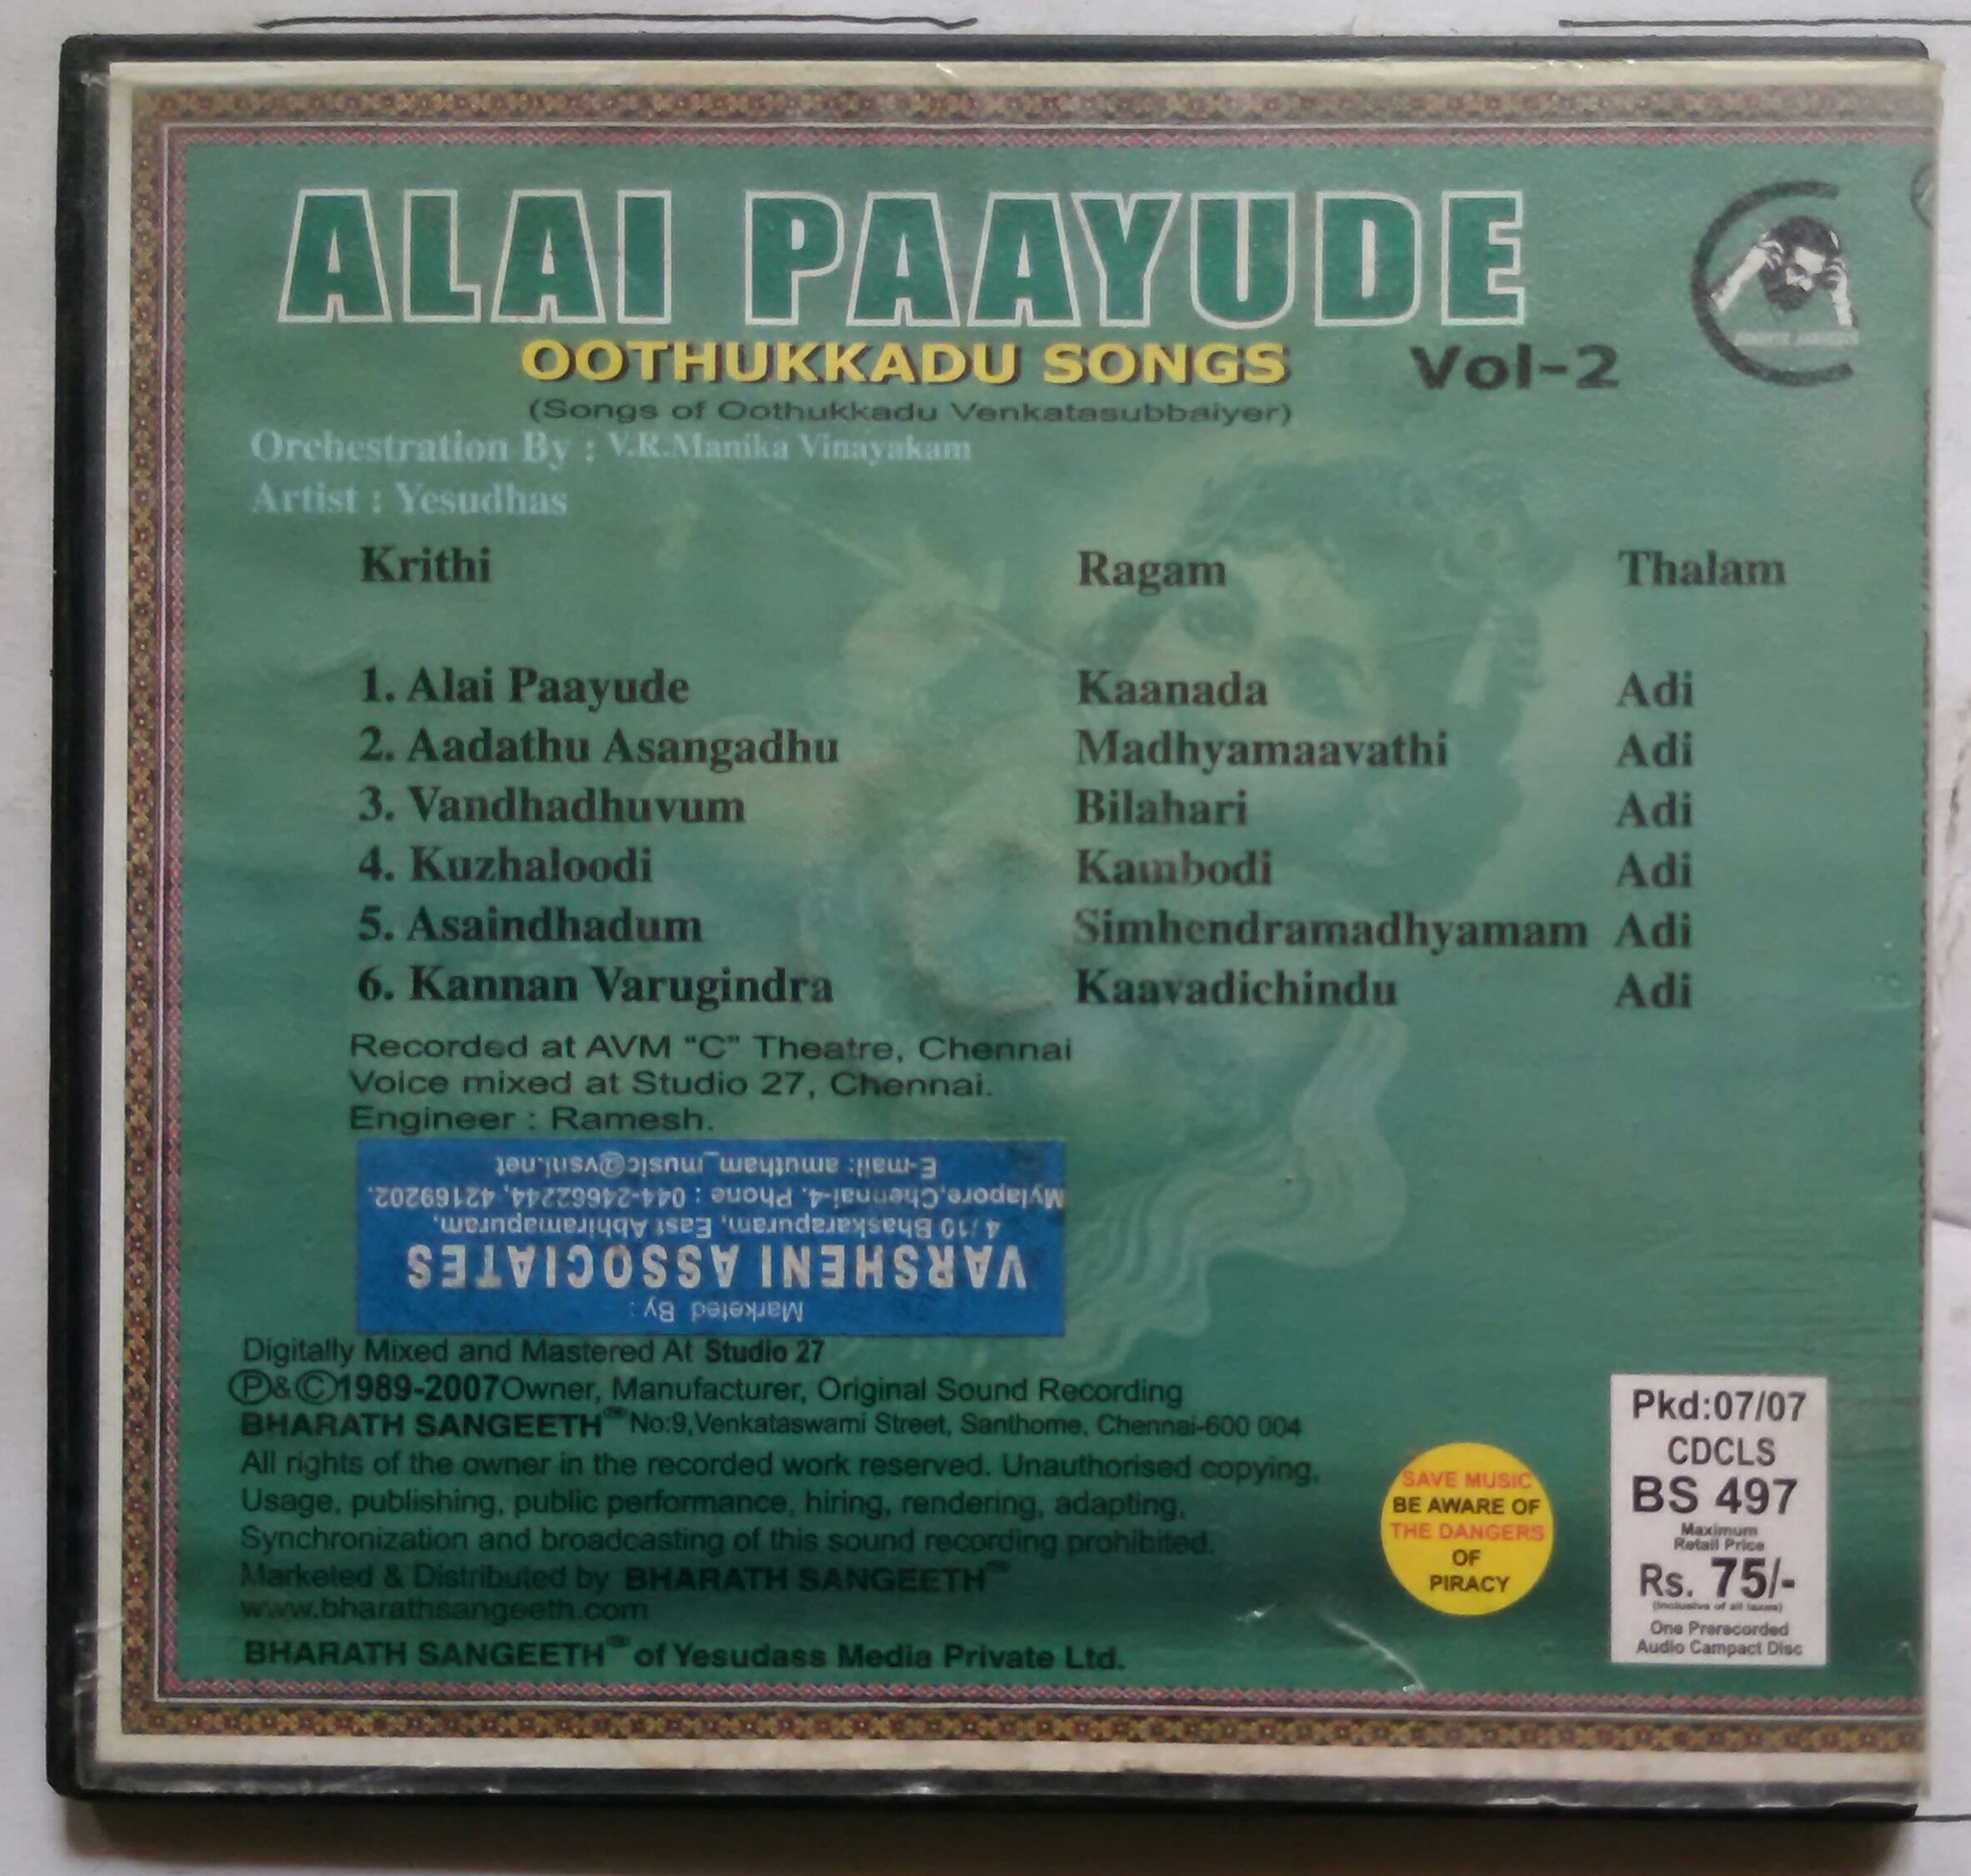 ALAI PAAYUDE
OOTHUKKADU SONGS Vol-2
(Songs of Oothukkadu Venkatasubbaiyer)
Orchestration By : V.R.Manika Vinayakam
Artist : Yesudhas
Krithi Ragam Thalam
1. Alai Paayude Kaanada Adi
2. Aadathu Asangadhu Madhyamaavathi Adi
3. Vandhadhuvum Bilahari Adi
4. Kuzhaloodi Kambodi Adi
5. Asaindhadum Simhendramadhyamam Adi
6. Kannan Varugindra Kaavadichindu Adi
Recorded at AVM "C" Theatre, Chennai
Voice mixed at Studio 27, Chennai.
Engineer : Ramesh.
Marketed By :
VARSHENI ASSOCIATES
4/10 Bhaskarapuram, East Abhiramapuram,
Mylapore,Chennai-4. Phone : 044-24662244, 42169202.
E-mail: amutham_music@vsnl.net
Digitally Mixed and Mastered At Studio 27
Ⓟ&Ⓒ1989-2007Owner, Manufacturer, Original Sound Recording
BHARATH SANGEETH No:9,Venkataswami Street, Santhome, Chennai-600 004
All rights of the owner in the recorded work reserved. Unauthorised copying,
Usage, publishing, public performance, hiring, rendering, adapting,
Synchronization and broadcasting of this sound recording prohibited.
Marketed & Distributed by BHARATH SANGEETH
www.bharathsangeeth.com
BHARATH SANGEETH of Yesudass Media Private Ltd.
SAVE MUSIC
BE AWARE OF
THE DANGERS
OF
PIRACY
Pkd:07/07
CDCLS
BS 497
Maximum
Retail Price
Rs. 75/-
(Inclusive of all taxes)
One Prerecorded
Audio Campact Disc